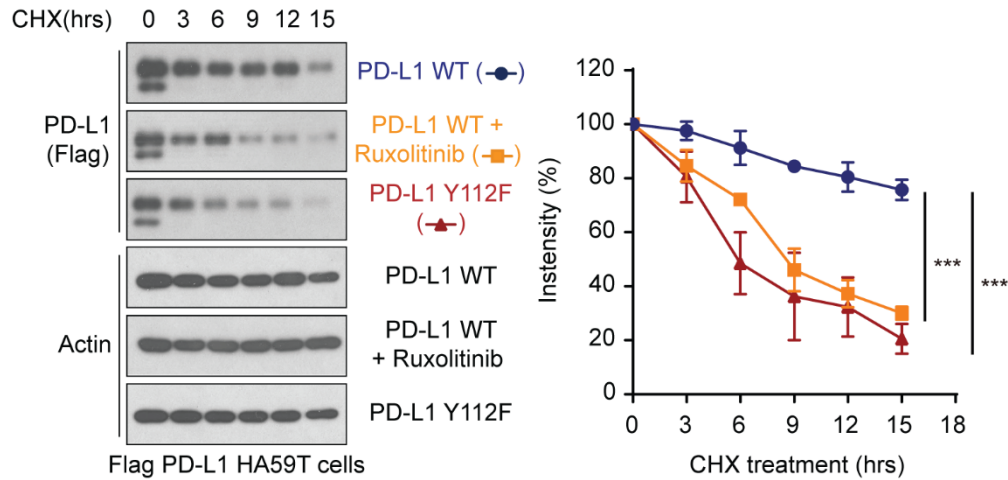 CHX(hrs) 0 3 6 9 12 15
PD-L1
(Flag)
PD-L1 WT (●)
PD-L1 WT +
Ruxolitinib (■)
PD-L1 Y112F
(▲)
Actin
PD-L1 WT
PD-L1 WT
+ Ruxolitinib
PD-L1 Y112F
Flag PD-L1 HA59T cells
Instensity (%)
120
100
80
60
40
20
0
0 3 6 9 12 15 18
CHX treatment (hrs)
***
***